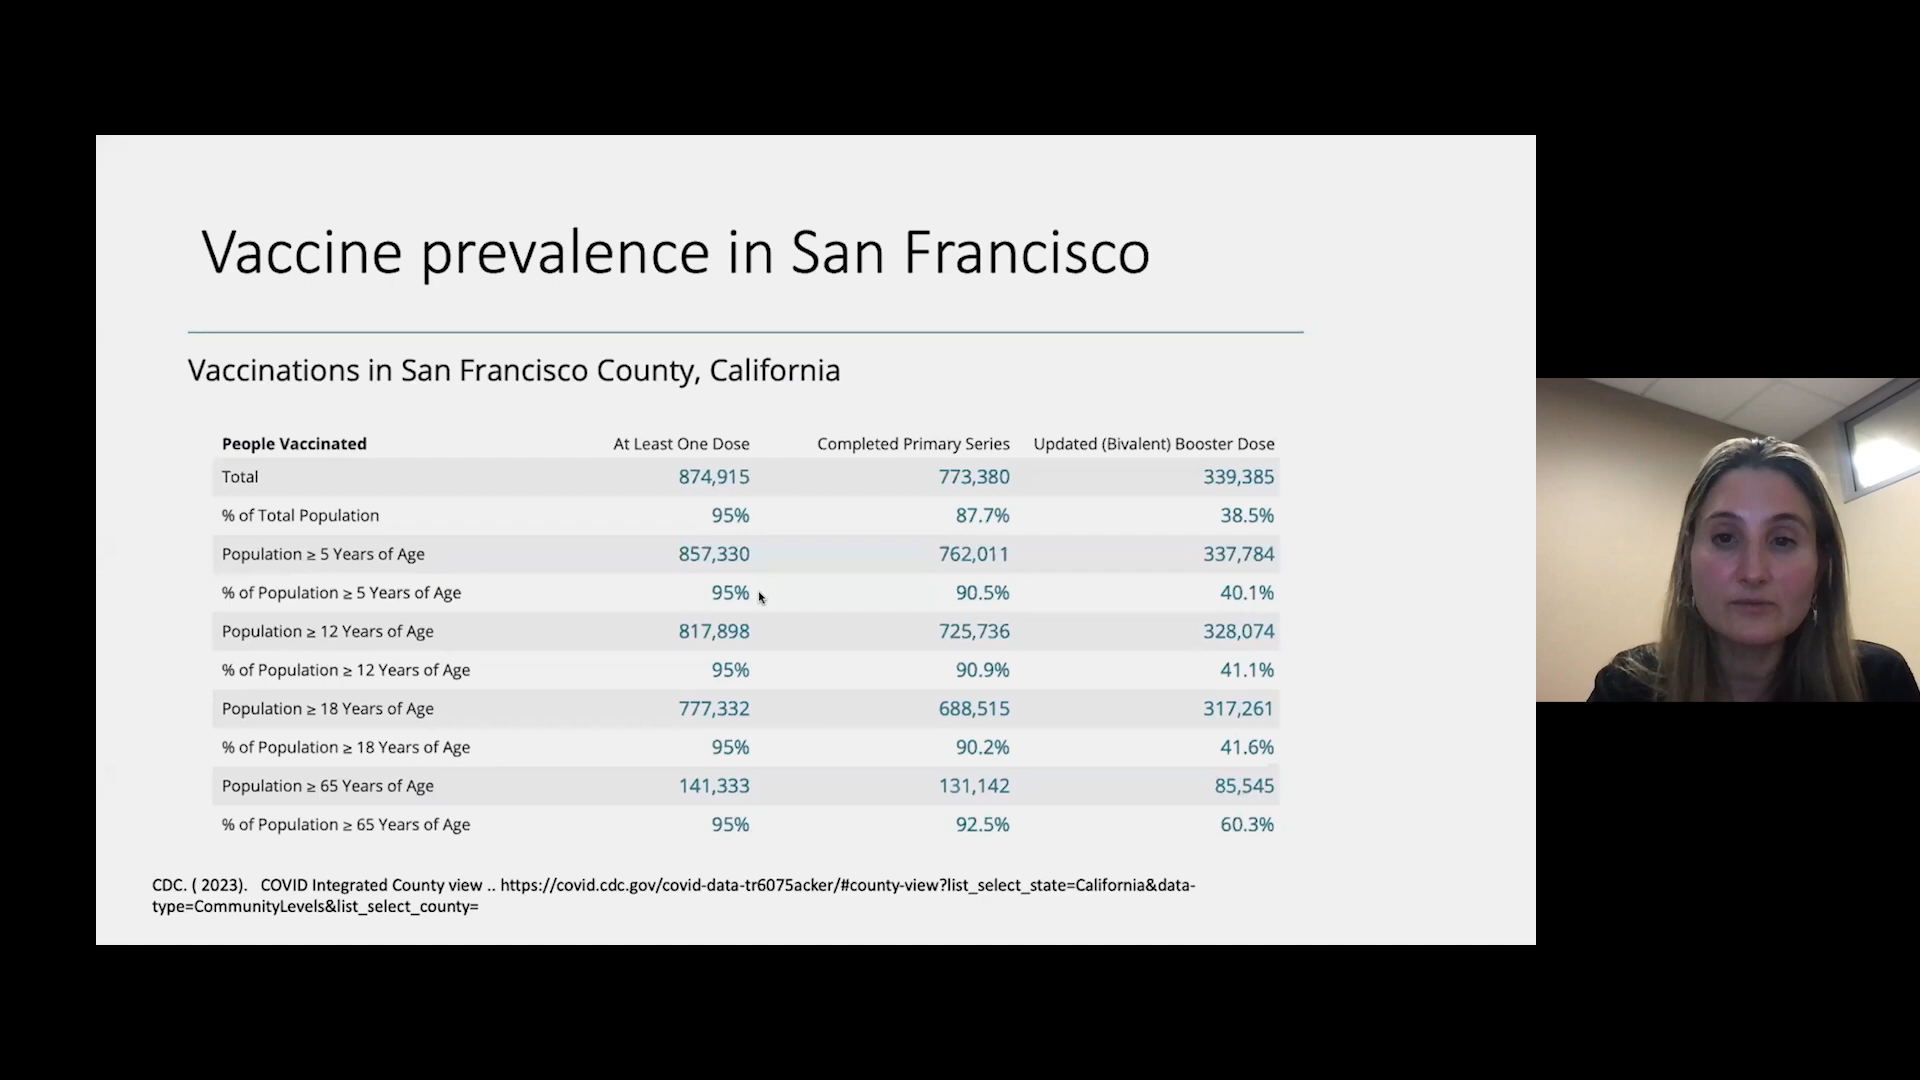 Vaccine prevalence in San Francisco
Vaccinations in San Francisco County, California
People Vaccinated At Least One Dose Completed Primary Series Updated (Bivalent) Booster Dose
Total 874,915 773,380 339,385
% of Total Population 95% 87.7% 38.5%
Population ≥ 5 Years of Age 857,330 762,011 337,784
% of Population ≥ 5 Years of Age 95% 90.5% 40.1%
Population ≥ 12 Years of Age 817,898 725,736 328,074
% of Population ≥ 12 Years of Age 95% 90.9% 41.1%
Population ≥ 18 Years of Age 777,332 688,515 317,261
% of Population ≥ 18 Years of Age 95% 90.2% 41.6%
Population ≥ 65 Years of Age 141,333 131,142 85,545
% of Population ≥ 65 Years of Age 95% 92.5% 60.3%
CDC. ( 2023). COVID Integrated County view .. https://covid.cdc.gov/covid-data-tr6075acker/#county-view?list_select_state=California&data-
type=CommunityLevels&list_select_county=